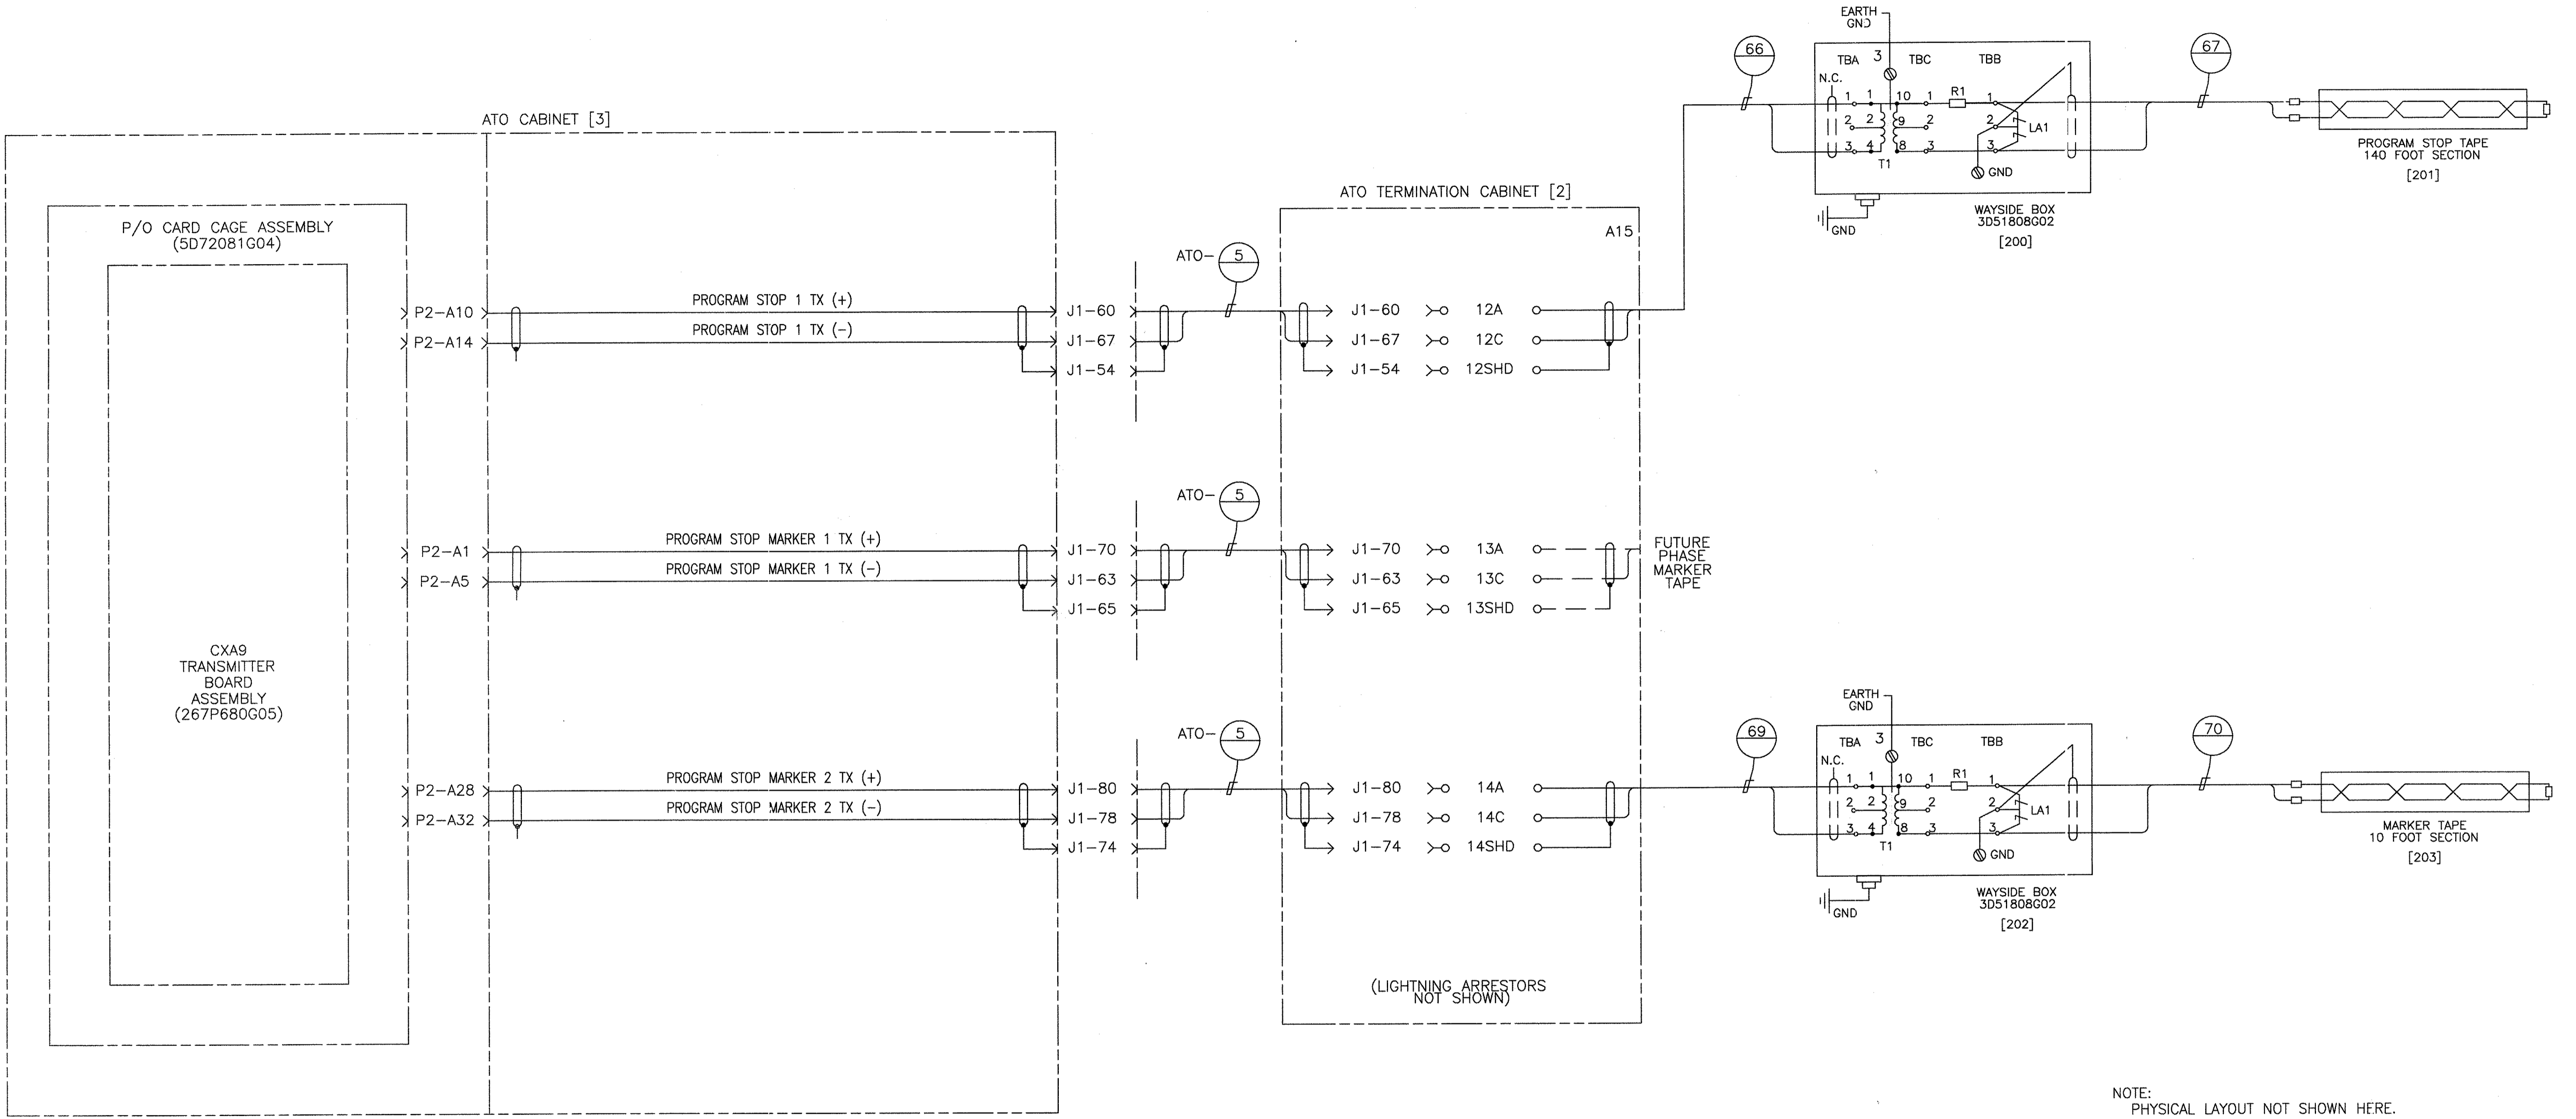 ATO CABINET [3]
P/O CARD CAGE ASSEMBLY
(5D72081G04)
CXA9
TRANSMITTER
BOARD
ASSEMBLY
(267P680G05)
P2-A10
P2-A14
PROGRAM STOP 1 TX (+)
PROGRAM STOP 1 TX (-)
J1-60
J1-67
J1-54
ATO-
5
P2-A1
P2-A5
PROGRAM STOP MARKER 1 TX (+)
PROGRAM STOP MARKER 1 TX (-)
J1-70
J1-63
J1-65
ATO-
5
P2-A28
P2-A32
PROGRAM STOP MARKER 2 TX (+)
PROGRAM STOP MARKER 2 TX (-)
J1-80
J1-78
J1-74
ATO-
5
ATO TERMINATION CABINET [2]
A15
J1-60 12A
J1-67 12C
J1-54 12SHD
J1-70 13A
J1-63 13C
J1-65 13SHD
FUTURE
PHASE
MARKER
TAPE
J1-80 14A
J1-78 14C
J1-74 14SHD
(LIGHTNING ARRESTORS
NOT SHOWN)
66
EARTH
GND
TBA 3 TBC TBB
N.C.
1 1 10 1 R1 1
2 2 9 2 2 LA1
3 4 8 3 3
T1
GND
GND
WAYSIDE BOX
3D51808G02
[200]
67
PROGRAM STOP TAPE
140 FOOT SECTION
[201]
69
EARTH
GND
TBA 3 TBC TBB
N.C.
1 1 10 1 R1 1
2 2 9 2 2 LA1
3 4 8 3 3
T1
GND
GND
WAYSIDE BOX
3D51808G02
[202]
70
MARKER TAPE
10 FOOT SECTION
[203]
NOTE:
PHYSICAL LAYOUT NOT SHOWN HERE.